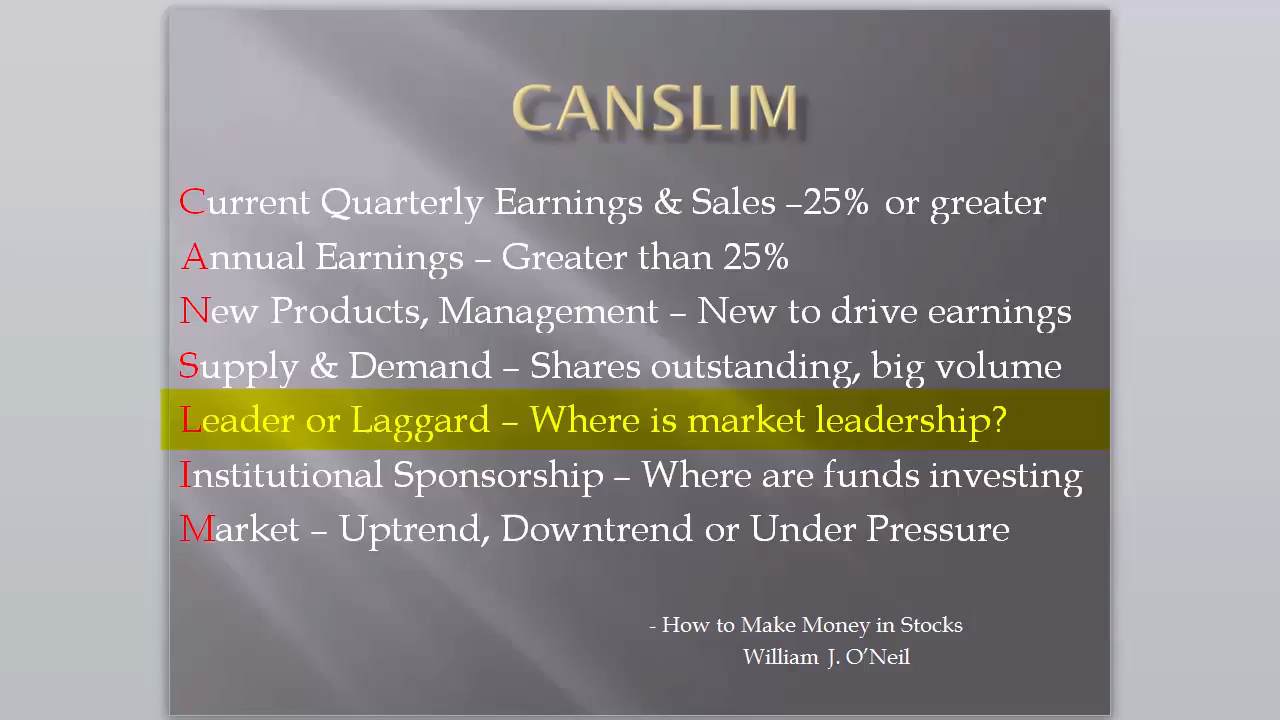 CANSLIM
Current Quarterly Earnings & Sales –25% or greater
Annual Earnings – Greater than 25%
New Products, Management – New to drive earnings
Supply & Demand – Shares outstanding, big volume
Leader or Laggard – Where is market leadership?
Institutional Sponsorship – Where are funds investing
Market – Uptrend, Downtrend or Under Pressure
- How to Make Money in Stocks
William J. O’Neil